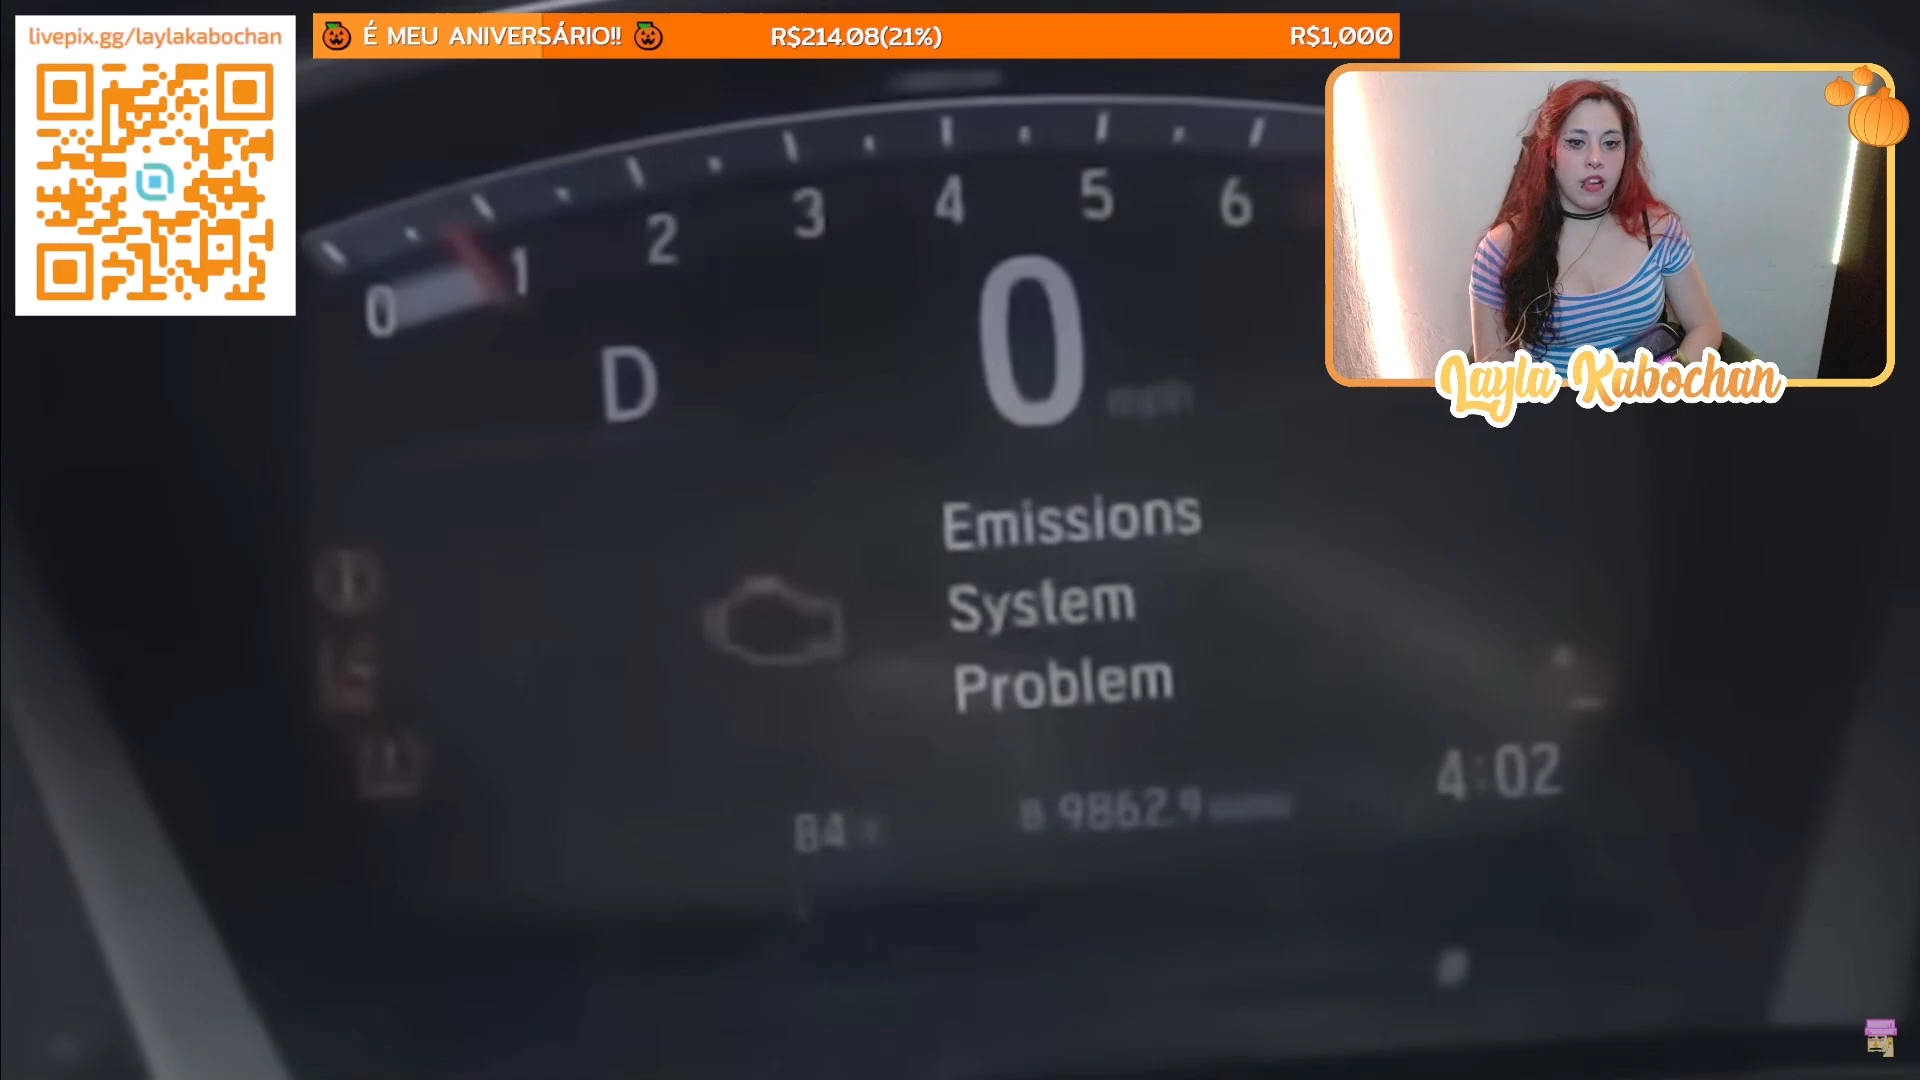 livepix.gg/laylakabochan
É MEU ANIVERSÁRIO!! R$214.08(21%) R$1,000
0 1 2 3 4 5 6
D 0 mph
Layla Kabochan
Emissions
System
Problem
4:02
84 9862.9